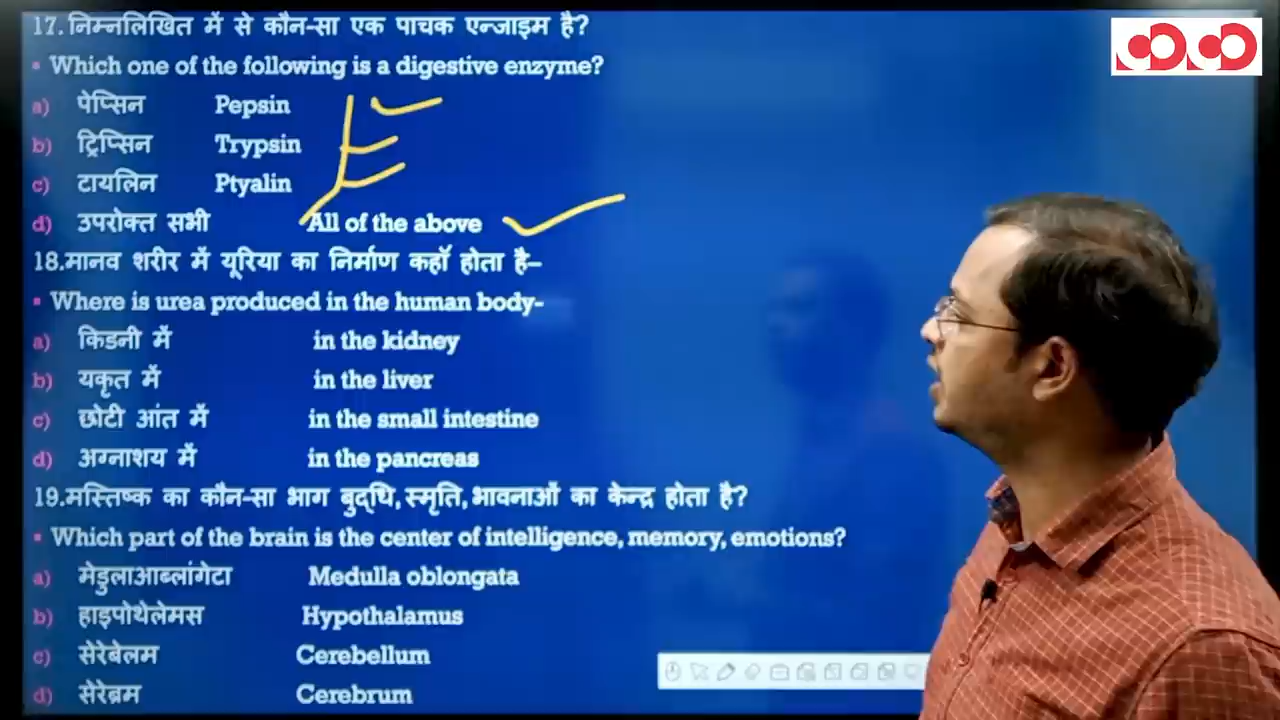 17. निम्नलिखित में से कौन-सा एक पाचक एन्जाइम है?
▪ Which one of the following is a digestive enzyme?
a) पेप्सिन Pepsin
b) ट्रिप्सिन Trypsin
c) टायलिन Ptyalin
d) उपरोक्त सभी All of the above
18.मानव शरीर में यूरिया का निर्माण कहाँ होता है–
▪ Where is urea produced in the human body-
a) किडनी में in the kidney
b) यकृत में in the liver
c) छोटी आंत में in the small intestine
d) अग्नाशय में in the pancreas
19.मस्तिष्क का कौन-सा भाग बुद्धि,स्मृति,भावनाओं का केन्द्र होता है?
▪ Which part of the brain is the center of intelligence, memory, emotions?
a) मेडुलाआब्लांगेटा Medulla oblongata
b) हाइपोथेलेमस Hypothalamus
c) सेरेबेलम Cerebellum
d) सेरेब्रम Cerebrum